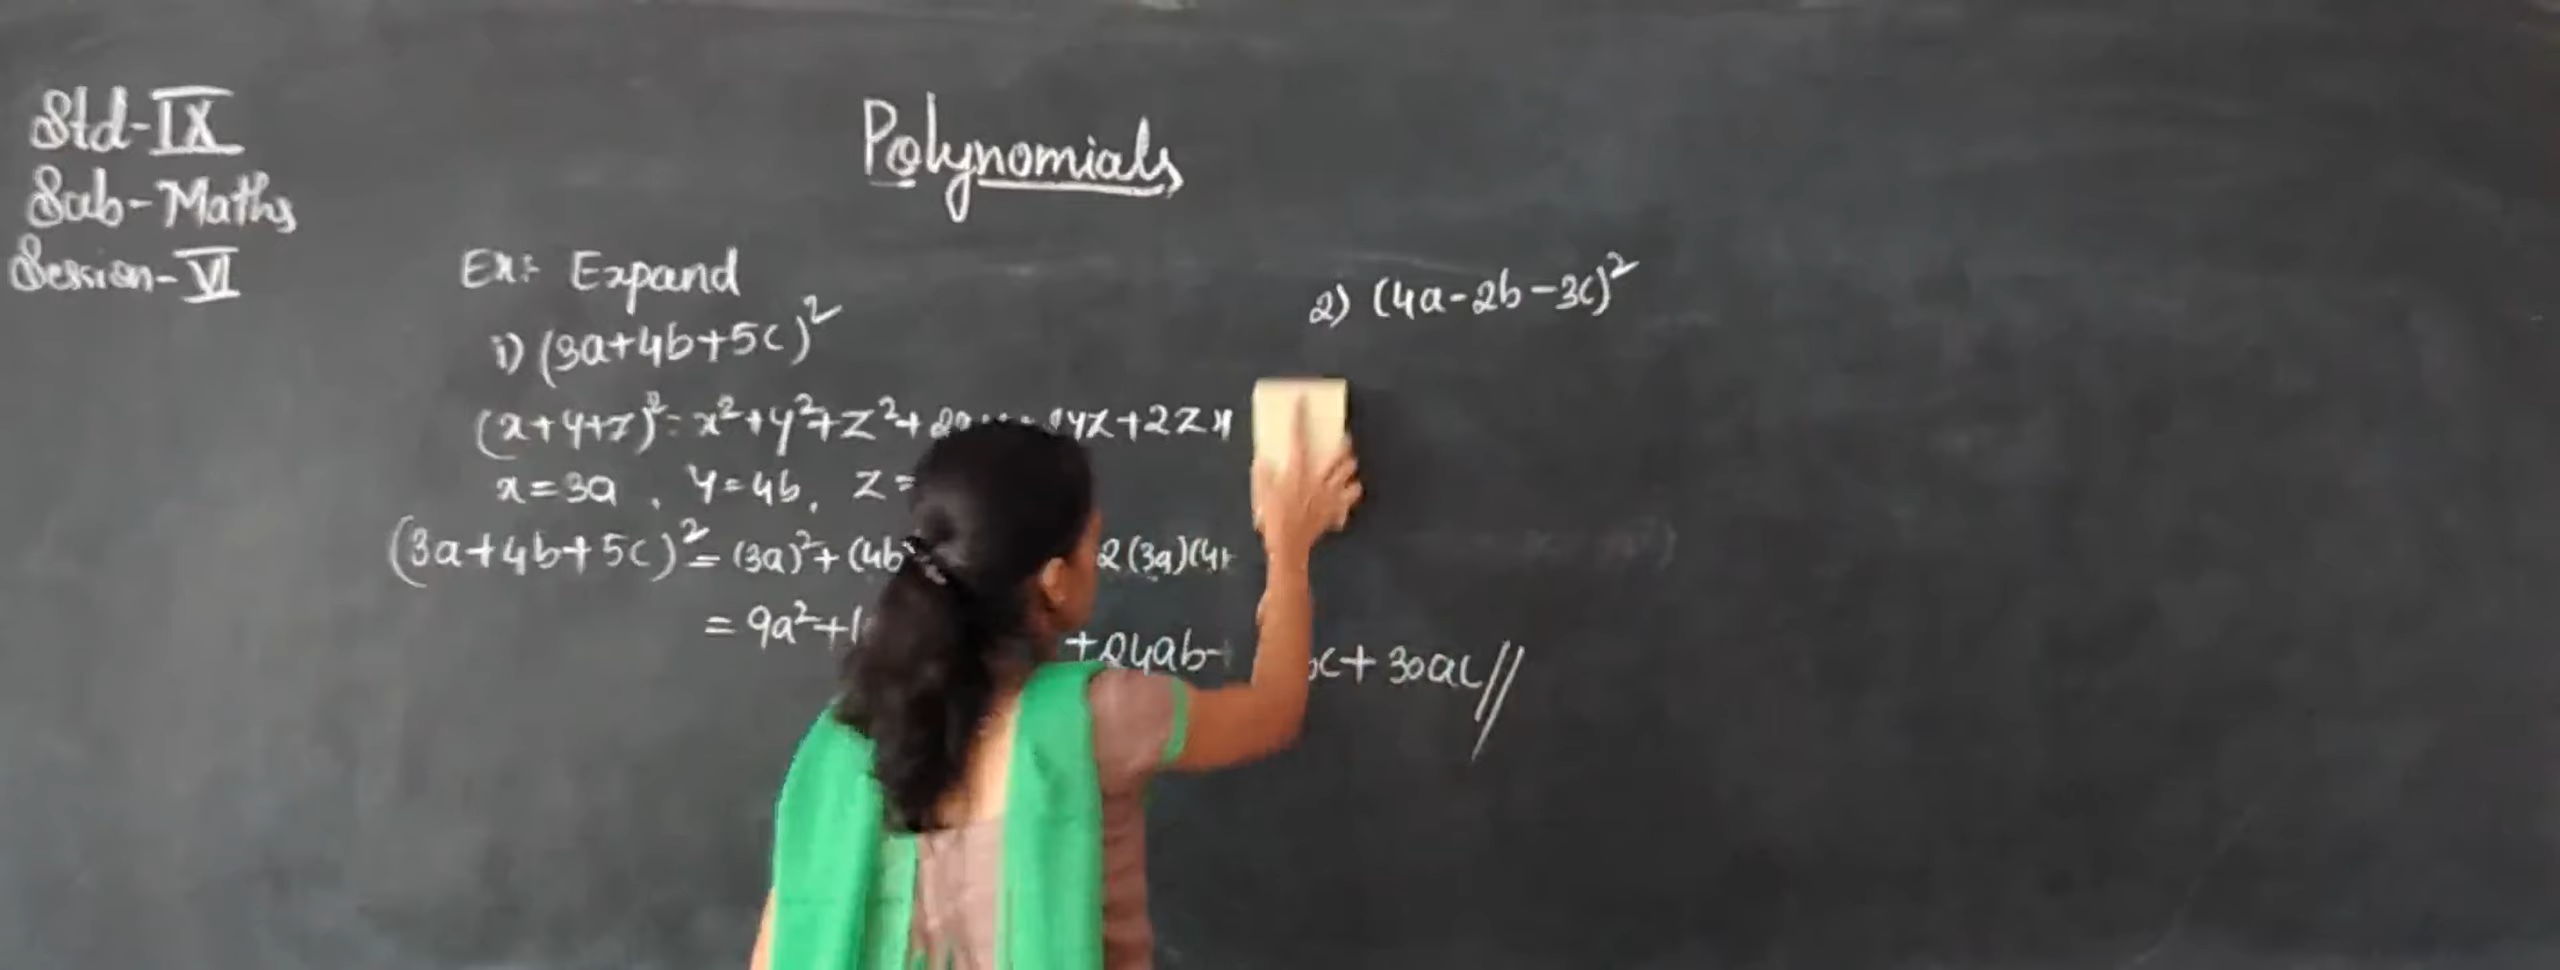 Std-IX
Sub-Maths
Session-VI
Polynomials
Ex: Expand
i) (3a+4b+5c)²
(x+y+z)²= x²+y²+z²+ yz+2zx
x=3a, y=4b, z=
(3a+4b+5c)²= (3a)²+(4b 2(3a)(4
= 9a²+1 +24ab- c+30ac//
2) (4a-2b-3c)²